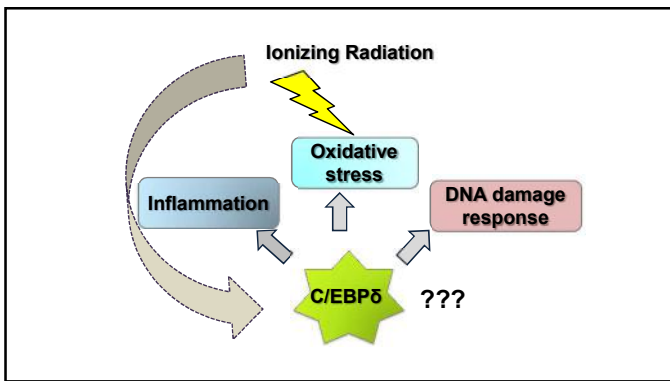 Ionizing Radiation
Oxidative
stress
Inflammation
DNA damage
response
C/EBPδ
???